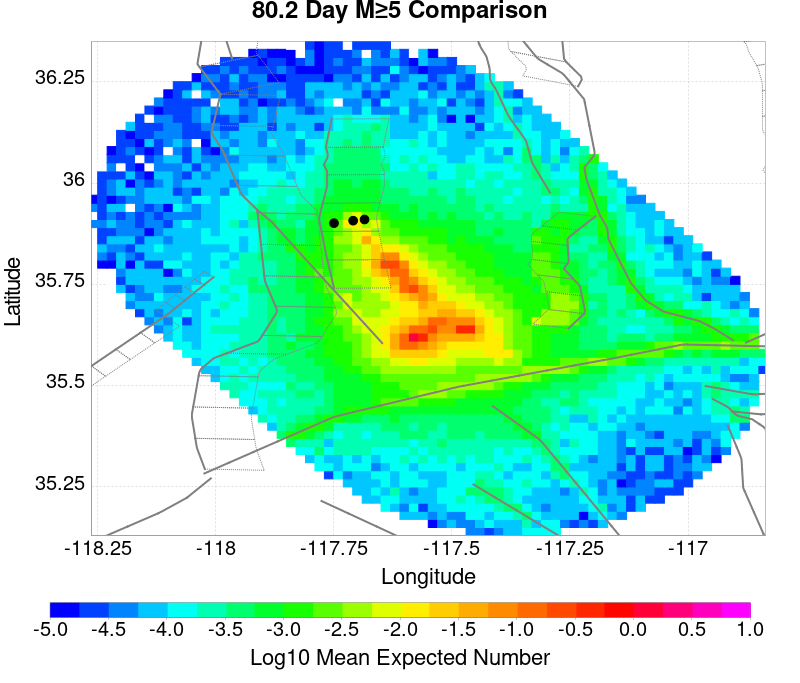 80.2 Day M≥5 Comparison
36.25
36
35.75
35.5
35.25
Latitude
-118.25 -118 -117.75 -117.5 -117.25 -117
Longitude
-5.0 -4.5 -4.0 -3.5 -3.0 -2.5 -2.0 -1.5 -1.0 -0.5 0.0 0.5 1.0
Log10 Mean Expected Number